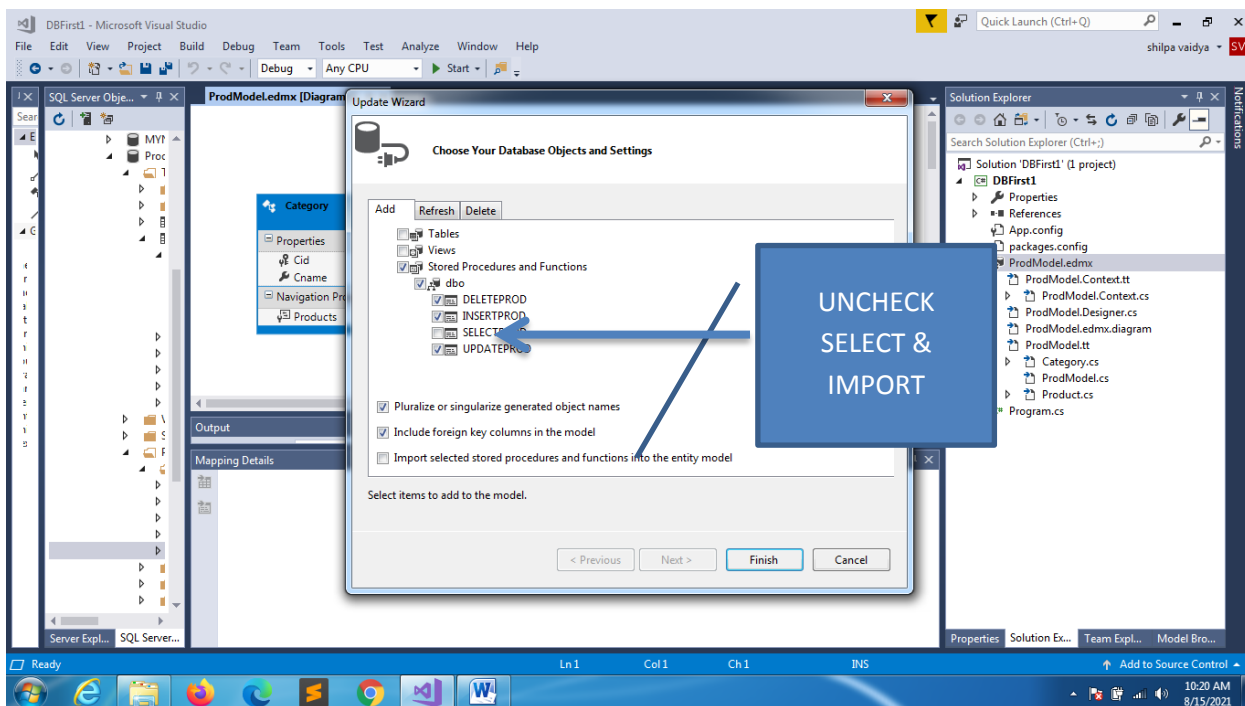 DBFirst1 - Microsoft Visual Studio
Quick Launch (Ctrl+Q)
File Edit View Project Build Debug Team Tools Test Analyze Window Help
shilpa vaidya SV
Debug Any CPU Start
SQL Server Obje...
ProdModel.edmx [Diagram
Sear
MYN
Proc
Category
Properties
Cid
Cname
Navigation Pro
Products
Output
Mapping Details
Server Expl... SQL Server...
Update Wizard
Choose Your Database Objects and Settings
Add Refresh Delete
Tables
Views
Stored Procedures and Functions
dbo
DELETEPROD
INSERTPROD
SELECTPROD
UPDATEPROD
Pluralize or singularize generated object names
Include foreign key columns in the model
Import selected stored procedures and functions into the entity model
Select items to add to the model.
< Previous Next > Finish Cancel
UNCHECK
SELECT &
IMPORT
Solution Explorer
Notifications
Search Solution Explorer (Ctrl+;)
Solution 'DBFirst1' (1 project)
DBFirst1
Properties
References
App.config
packages.config
ProdModel.edmx
ProdModel.Context.tt
ProdModel.Context.cs
ProdModel.Designer.cs
ProdModel.edmx.diagram
ProdModel.tt
Category.cs
ProdModel.cs
Product.cs
Program.cs
Properties Solution Ex... Team Expl... Model Bro...
Ready Ln 1 Col 1 Ch 1 INS Add to Source Control
10:20 AM
8/15/2021